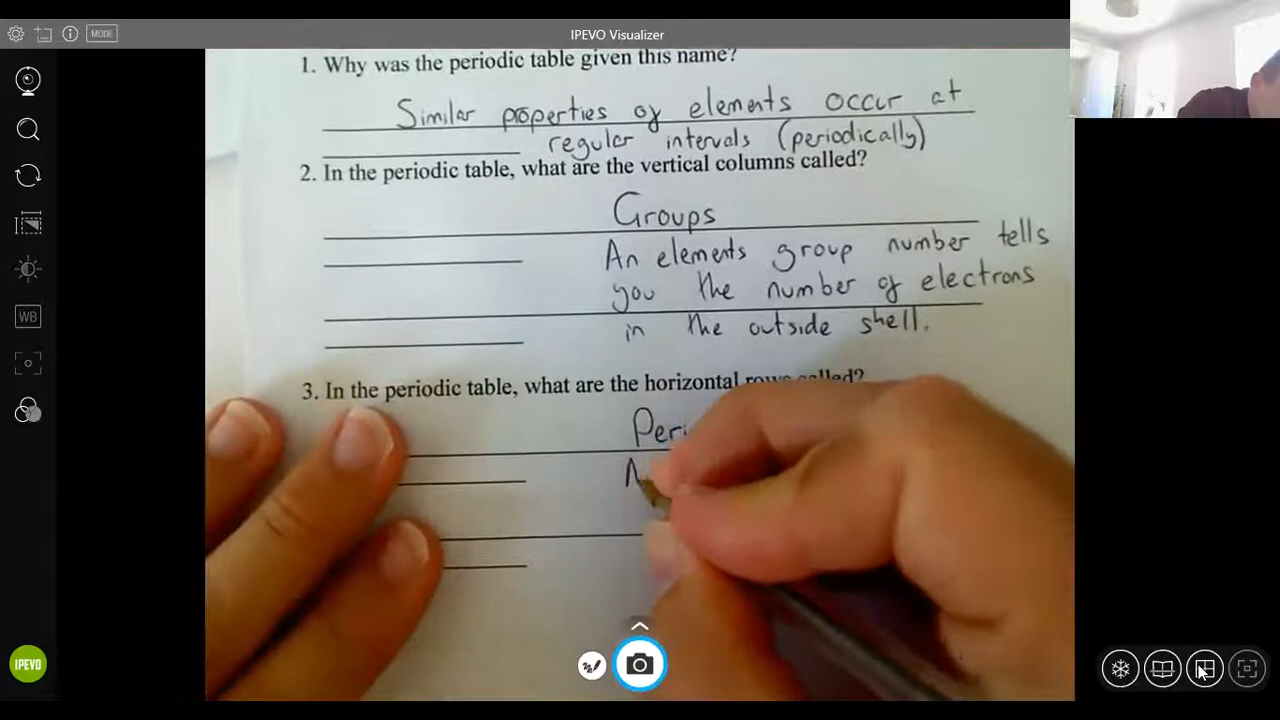 IPEVO Visualizer
MODE
1. Why was the periodic table given this name?
Similar properties of elements occur at
regular intervals (periodically)
2. In the periodic table, what are the vertical columns called?
Groups
An elements group number tells
you the number of electrons
in the outside shell.
3. In the periodic table, what are the horizontal rows called?
Peri
WB
IPEVO